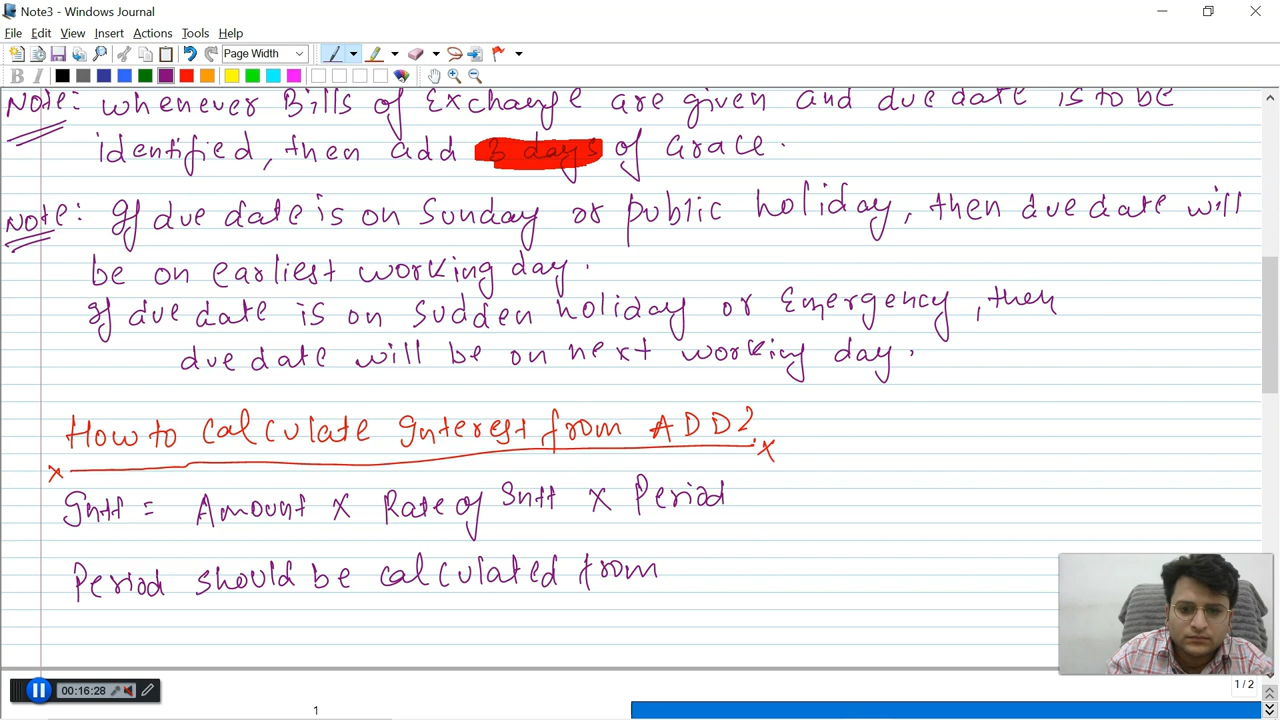 Note3 - Windows Journal
File Edit View Insert Actions Tools Help
Page Width
B I
Note: whenever Bills of Exchange are given and due date is to be
identified, then add 3 days of Grace.
Note: If due date is on Sunday or public holiday, then due date will
be on earliest working day.
If due date is on Sudden holiday or Emergency, then
due date will be on next working day.
How to calculate Interest from ADD?
Intt = Amount x Rate of Intt x Period
Period should be calculated from
00:16:28
1 / 2
1